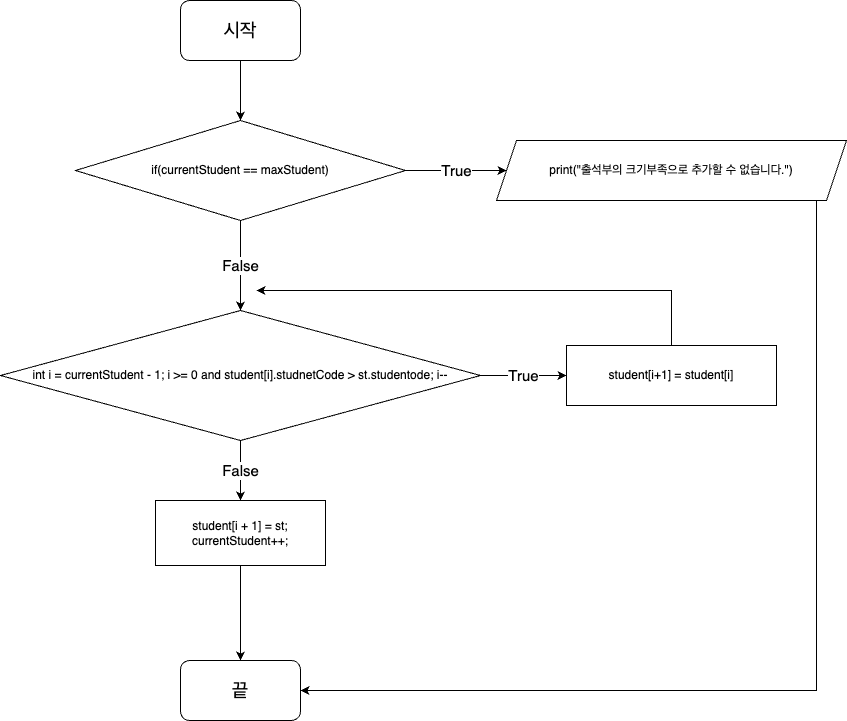 시작
if(currentStudent == maxStudent)
True
print("출석부의 크기부족으로 추가할 수 없습니다.")
False
int i = currentStudent - 1; i >= 0 and student[i].studnetCode > st.studentode; i--
True
student[i+1] = student[i]
False
student[i + 1] = st;
currentStudent++;
끝